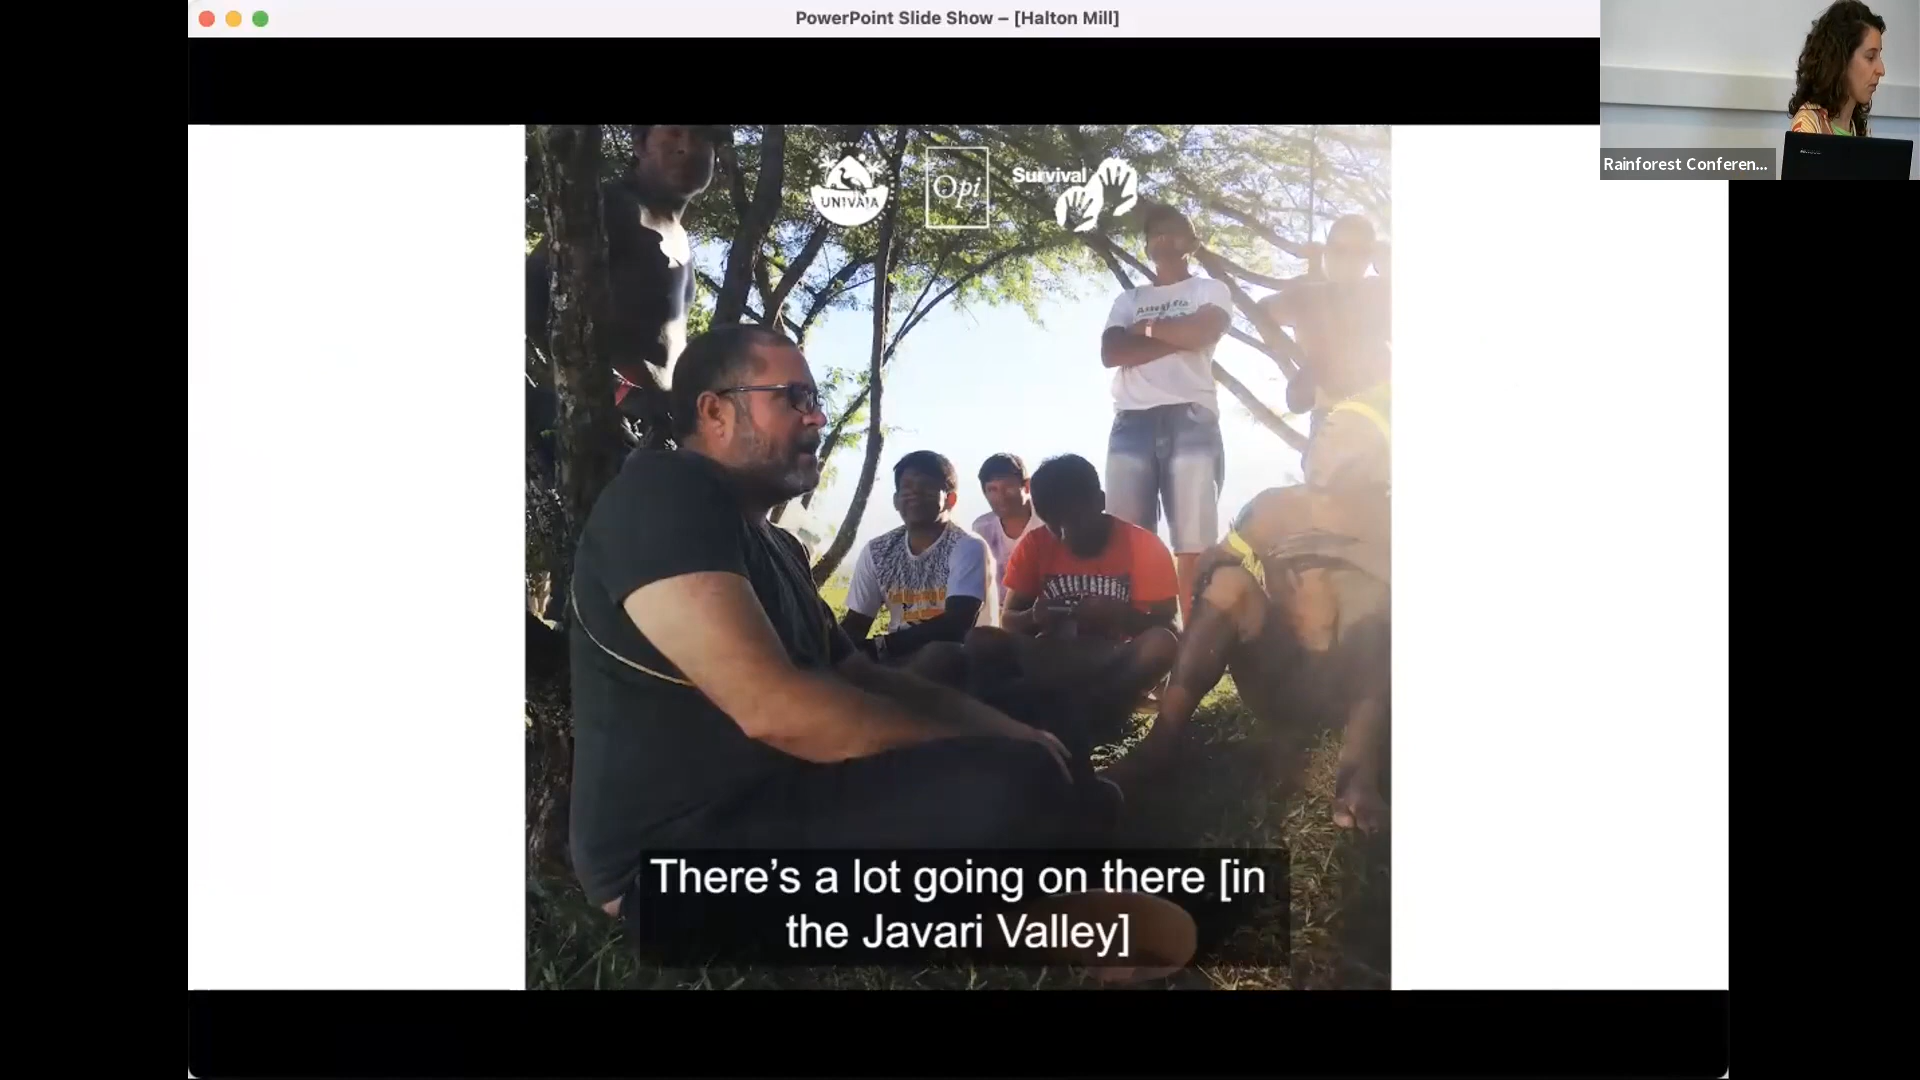 PowerPoint Slide Show – [Halton Mill]
Rainforest Conferen...
UNIVAJA
Opi
Survival
There's a lot going on there [in
the Javari Valley]